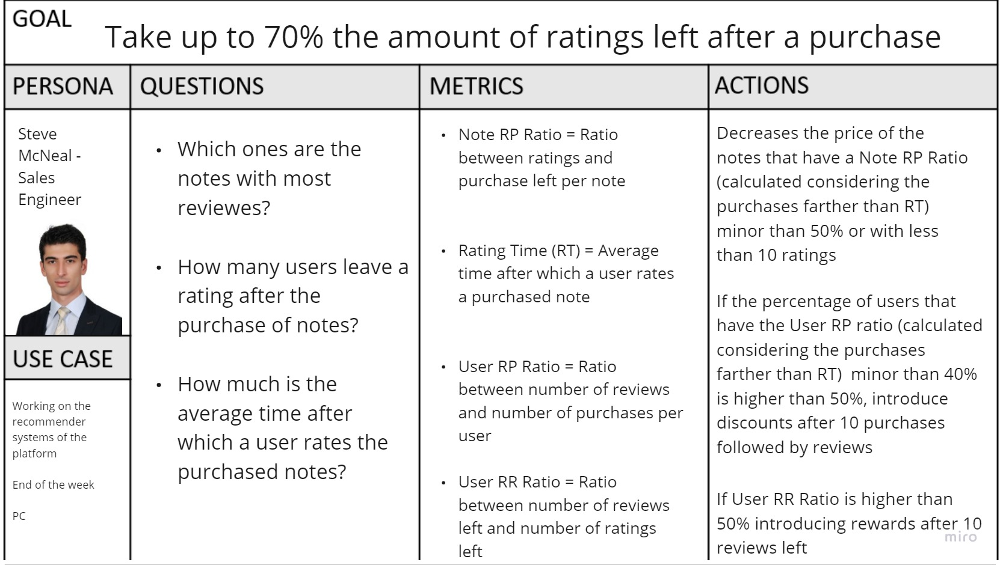 GOAL
Take up to 70% the amount of ratings left after a purchase
PERSONA
QUESTIONS
METRICS
ACTIONS
Steve
McNeal -
Sales
Engineer
USE CASE
Working on the
recommender
systems of the
platform
End of the week
PC
• Which ones are the
notes with most
reviewes?
• How many users leave a
rating after the
purchase of notes?
• How much is the
average time after
which a user rates the
purchased notes?
• Note RP Ratio = Ratio
between ratings and
purchase left per note
• Rating Time (RT) = Average
time after which a user rates
a purchased note
• User RP Ratio = Ratio
between number of reviews
and number of purchases per
user
• User RR Ratio = Ratio
between number of reviews
left and number of ratings
left
Decreases the price of the
notes that have a Note RP Ratio
(calculated considering the
purchases farther than RT)
minor than 50% or with less
than 10 ratings
If the percentage of users that
have the User RP ratio (calculated
considering the purchases
farther than RT)  minor than 40%
is higher than 50%, introduce
discounts after 10 purchases
followed by reviews
If User RR Ratio is higher than
50% introducing rewards after 10
reviews left
miro